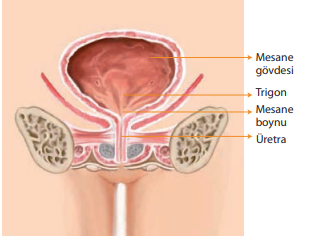 Mesane
gövdesi
Trigon
Mesane
boynu
Üretra